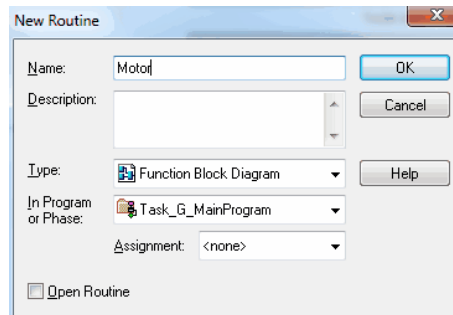 New Routine
Name: Motor OK
Description: Cancel
Type: Function Block Diagram Help
In Program
or Phase: Task_G_MainProgram
Assignment: <none>
Open Routine